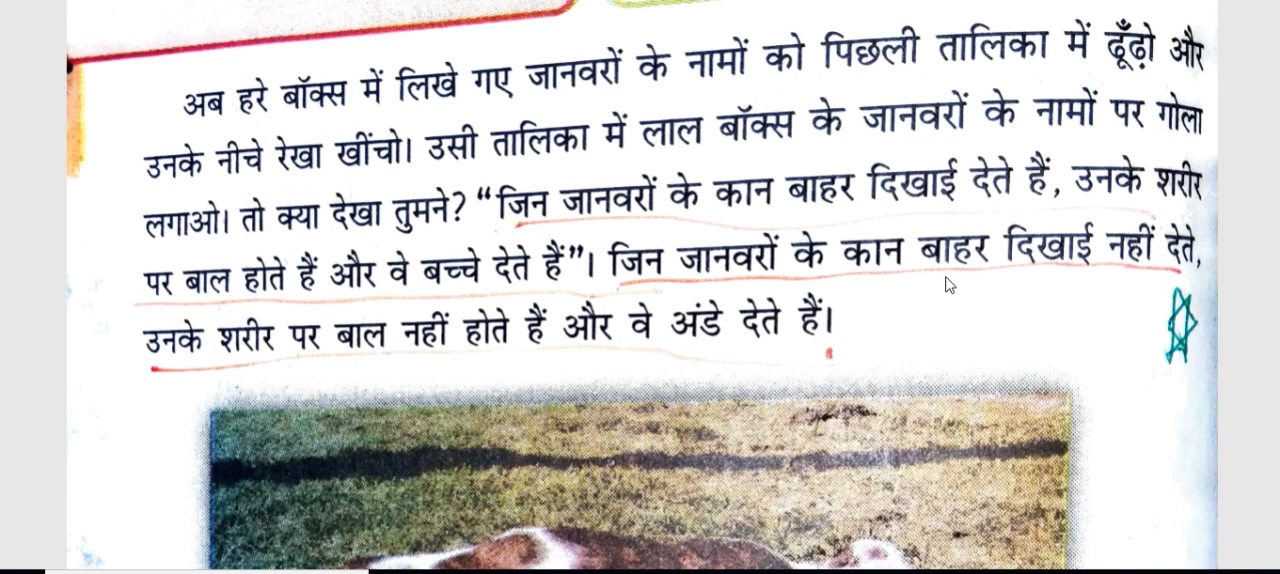 अब हरे बॉक्स में लिखे गए जानवरों के नामों को पिछली तालिका में ढूँढ़ो और
उनके नीचे रेखा खींचो। उसी तालिका में लाल बॉक्स के जानवरों के नामों पर गोला
लगाओ। तो क्या देखा तुमने? “जिन जानवरों के कान बाहर दिखाई देते हैं, उनके शरीर
पर बाल होते हैं और वे बच्चे देते हैं”। जिन जानवरों के कान बाहर दिखाई नहीं देते,
उनके शरीर पर बाल नहीं होते हैं और वे अंडे देते हैं।